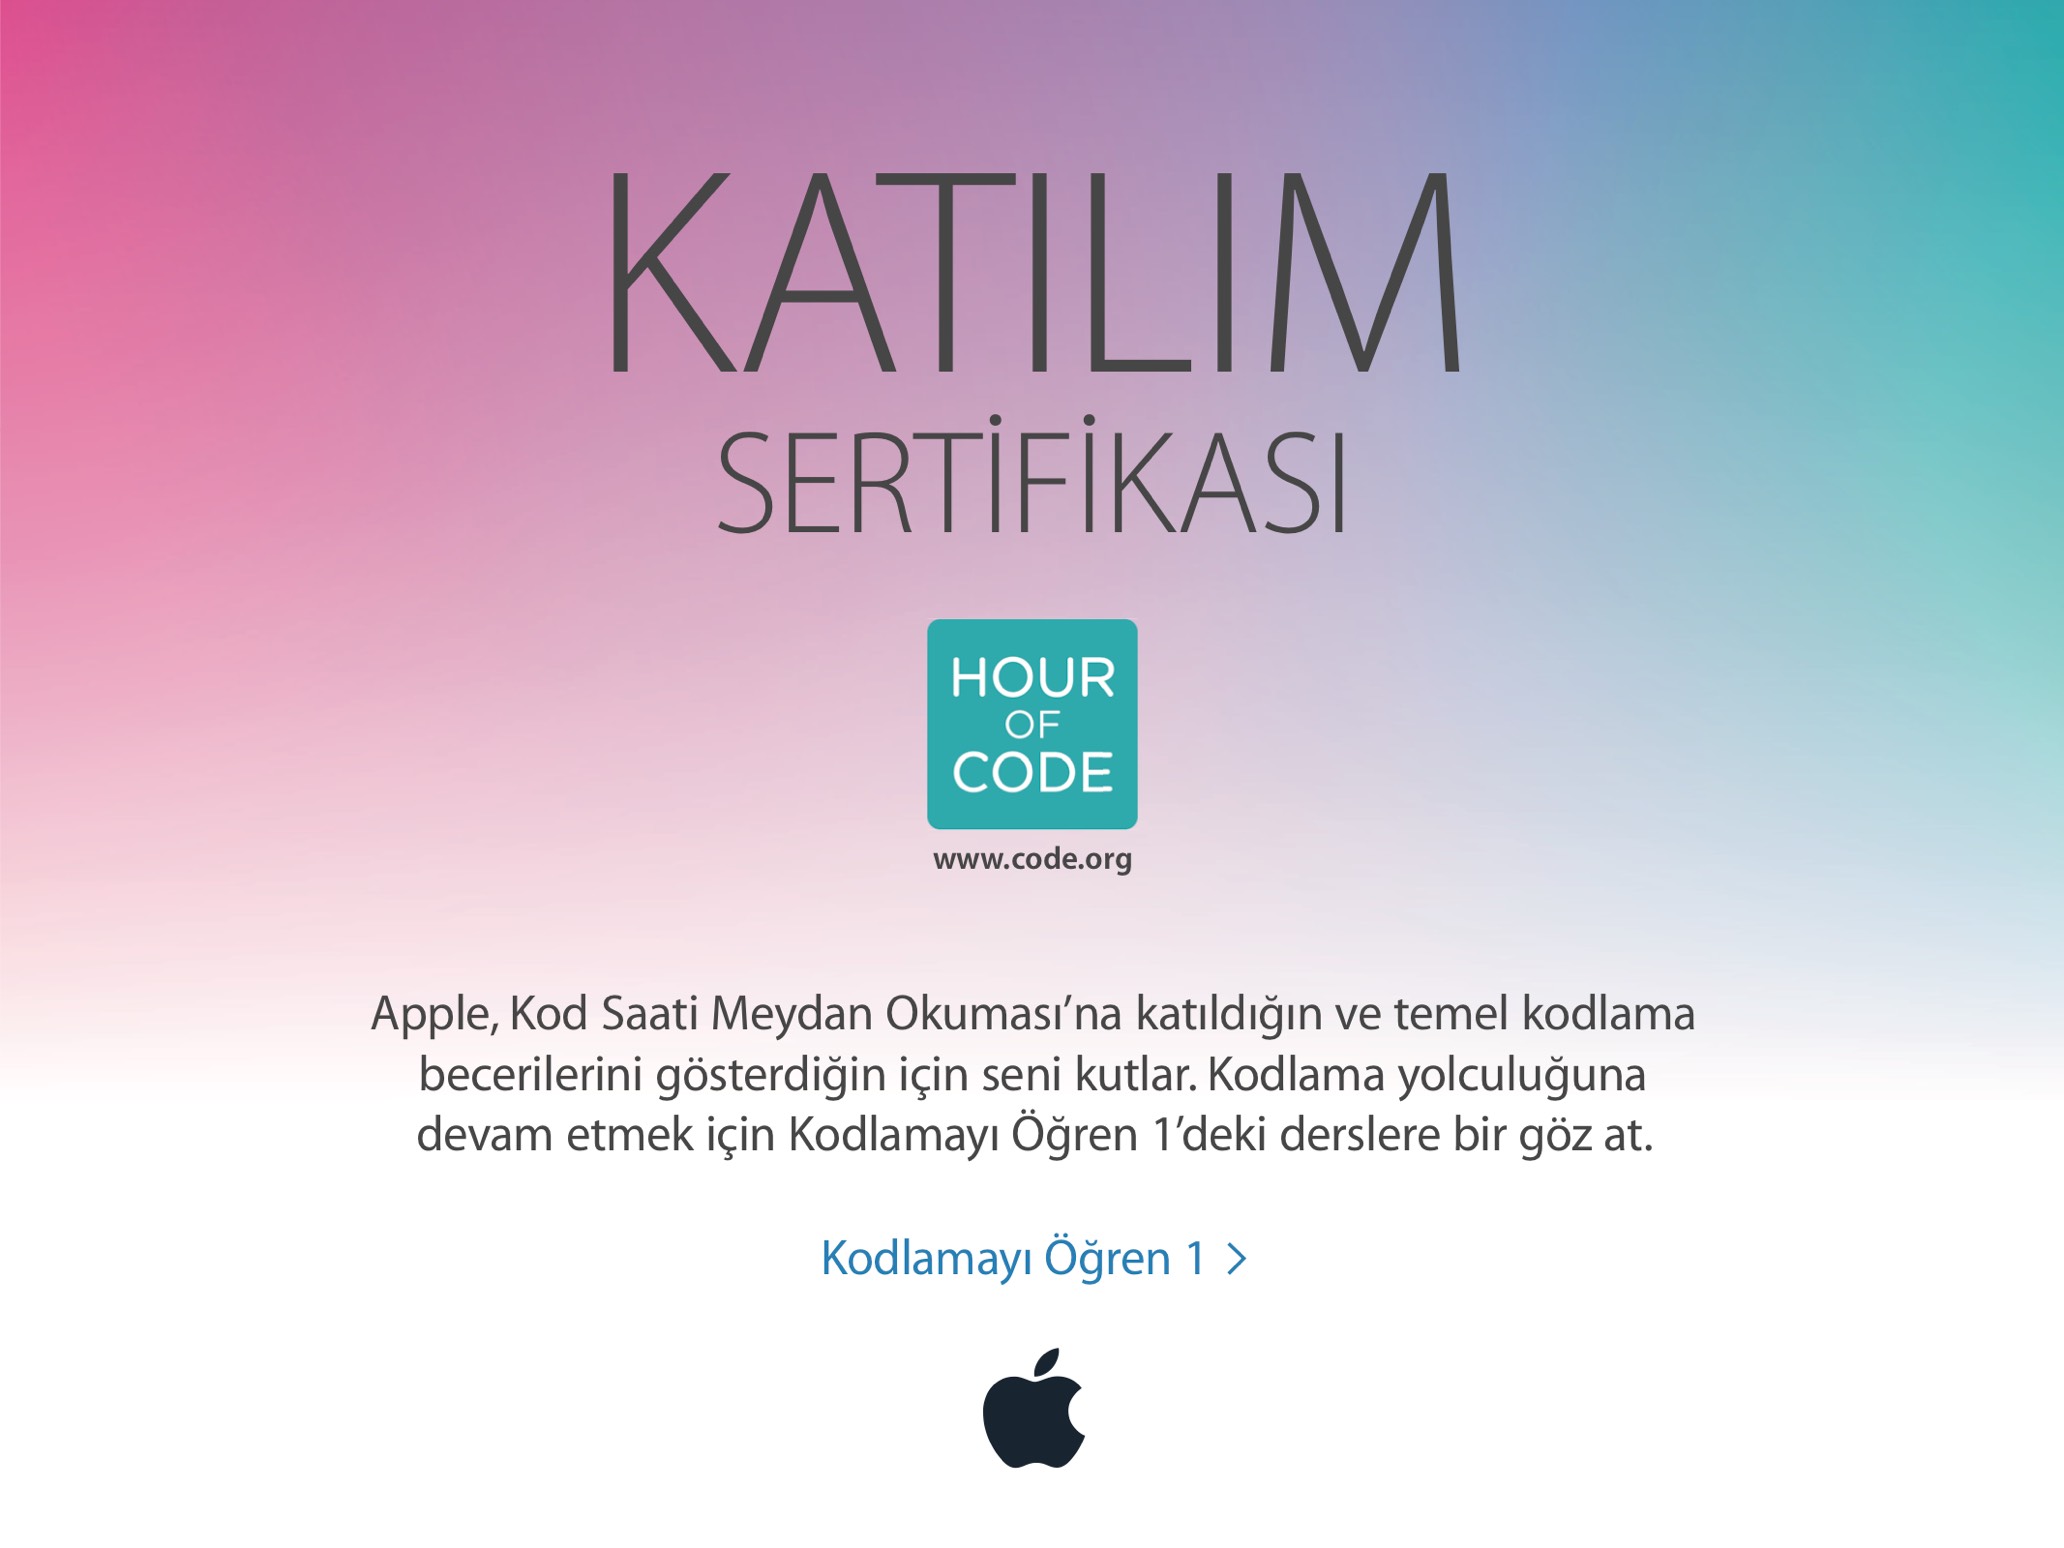 KATILIM
SERTİFİKASI
HOUR
OF
CODE
www.code.org
Apple, Kod Saati Meydan Okuması’na katıldığın ve temel kodlama
becerilerini gösterdiğin için seni kutlar. Kodlama yolculuğuna
devam etmek için Kodlamayı Öğren 1’deki derslere bir göz at.
Kodlamayı Öğren 1 >